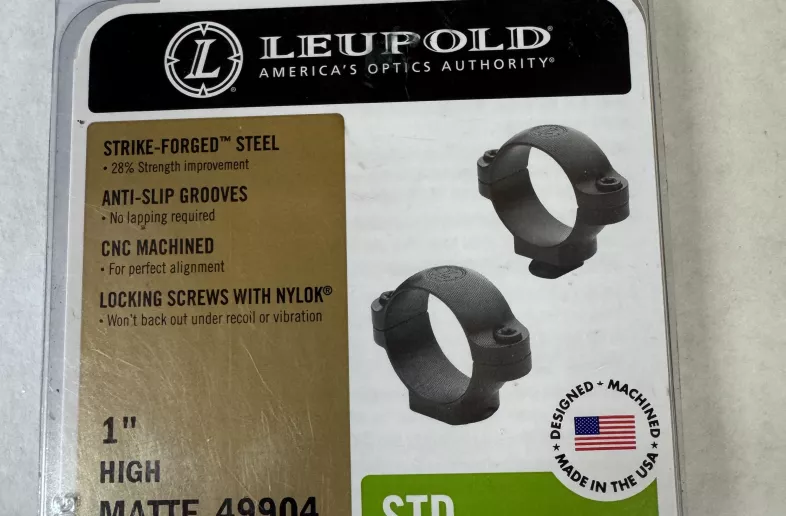 L LEUPOLD®
AMERICA'S OPTICS AUTHORITY®
STRIKE-FORGED™ STEEL
• 28% Strength improvement
ANTI-SLIP GROOVES
• No lapping required
CNC MACHINED
• For perfect alignment
LOCKING SCREWS WITH NYLOK®
• Won't back out under recoil or vibration
1"
HIGH
MATTE 49904
STD
DESIGNED • MACHINED
MADE IN THE USA